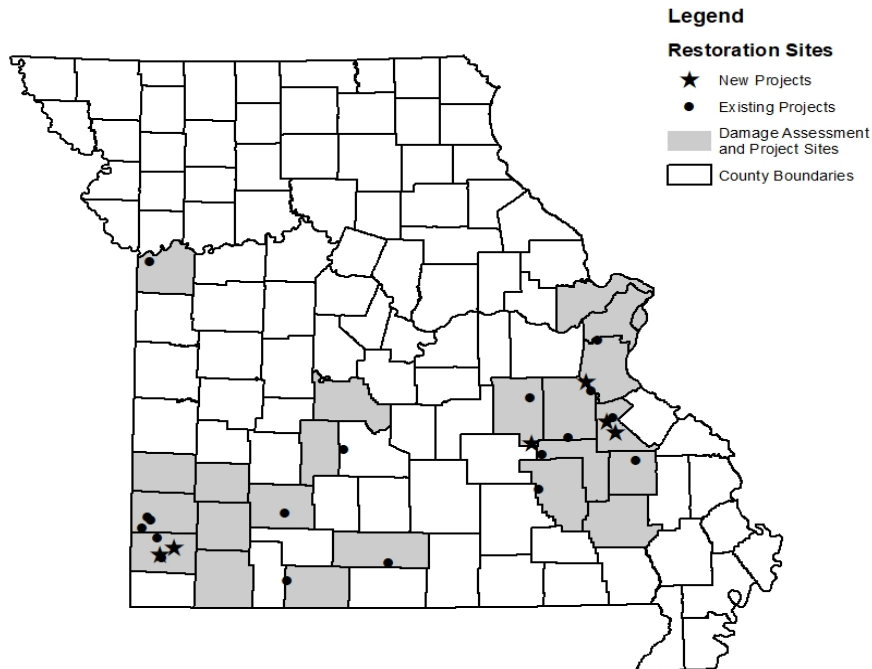 Legend
Restoration Sites
New Projects
Existing Projects
Damage Assessment
and Project Sites
County Boundaries